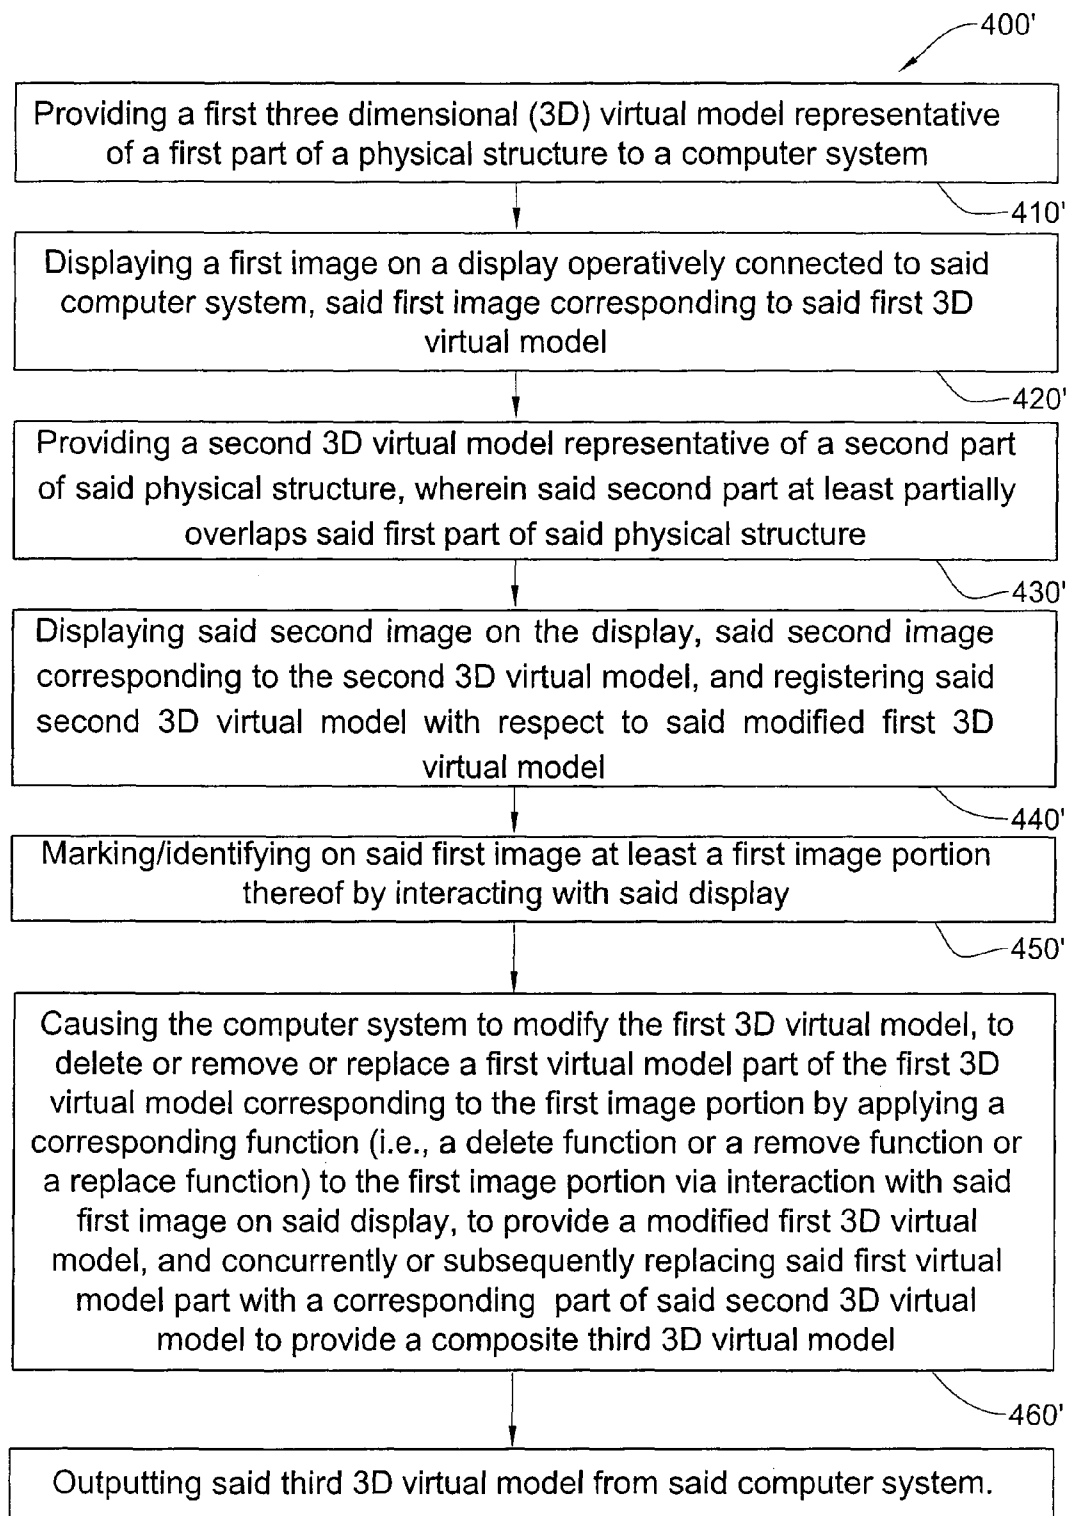 400'
Providing a first three dimensional (3D) virtual model representative
of a first part of a physical structure to a computer system
410'
Displaying a first image on a display operatively connected to said
computer system, said first image corresponding to said first 3D
virtual model
420'
Providing a second 3D virtual model representative of a second part
of said physical structure, wherein said second part at least partially
overlaps said first part of said physical structure
430'
Displaying said second image on the display, said second image
corresponding to the second 3D virtual model, and registering said
second 3D virtual model with respect to said modified first 3D
virtual model
440'
Marking/identifying on said first image at least a first image portion
thereof by interacting with said display
450'
Causing the computer system to modify the first 3D virtual model, to
delete or remove or replace a first virtual model part of the first 3D
virtual model corresponding to the first image portion by applying a
corresponding function (i.e., a delete function or a remove function or
a replace function) to the first image portion via interaction with said
first image on said display, to provide a modified first 3D virtual
model, and concurrently or subsequently replacing said first virtual
model part with a corresponding part of said second 3D virtual
model to provide a composite third 3D virtual model
460'
Outputting said third 3D virtual model from said computer system.